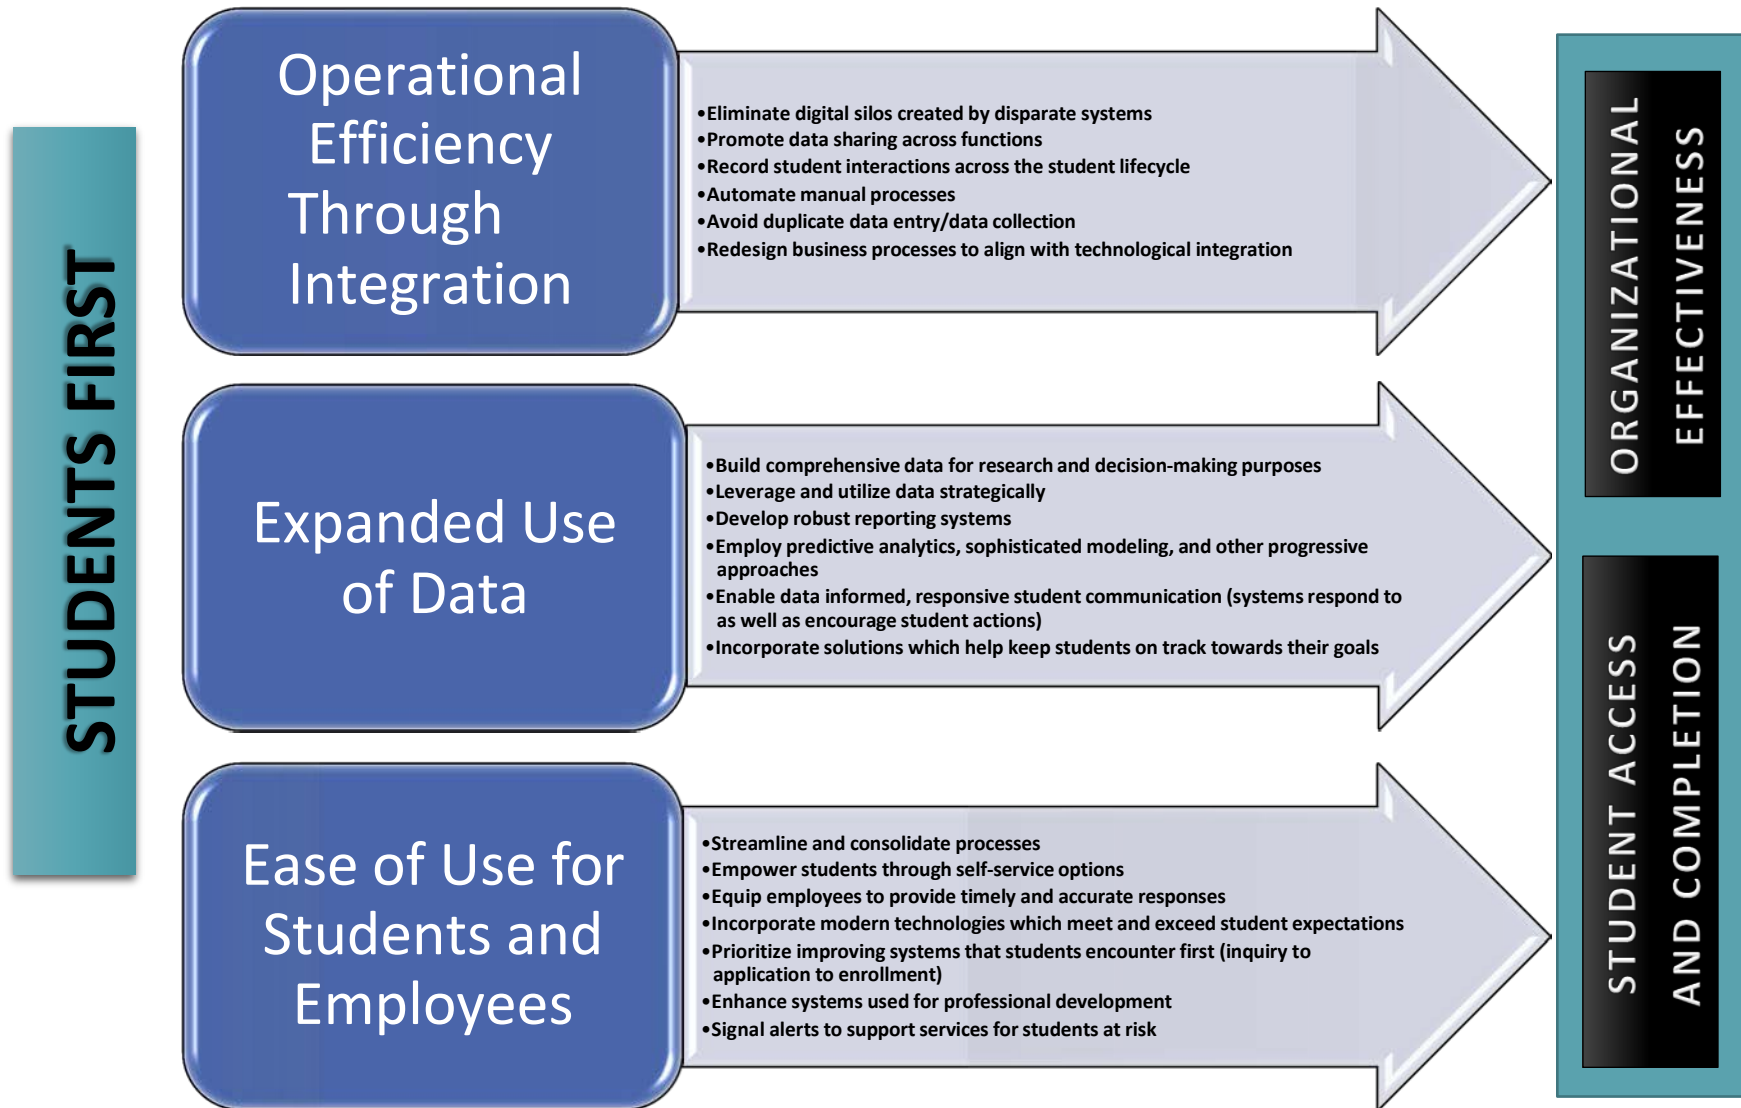 STUDENTS FIRST
Operational
Efficiency
Through
Integration
•Eliminate digital silos created by disparate systems
•Promote data sharing across functions
•Record student interactions across the student lifecycle
•Automate manual processes
•Avoid duplicate data entry/data collection
•Redesign business processes to align with technological integration
Expanded Use
of Data
•Build comprehensive data for research and decision-making purposes
•Leverage and utilize data strategically
•Develop robust reporting systems
•Employ predictive analytics, sophisticated modeling, and other progressive
approaches
•Enable data informed, responsive student communication (systems respond to
as well as encourage student actions)
•Incorporate solutions which help keep students on track towards their goals
Ease of Use for
Students and
Employees
•Streamline and consolidate processes
•Empower students through self-service options
•Equip employees to provide timely and accurate responses
•Incorporate modern technologies which meet and exceed student expectations
•Prioritize improving systems that students encounter first (inquiry to
application to enrollment)
•Enhance systems used for professional development
•Signal alerts to support services for students at risk
ORGANIZATIONAL
EFFECTIVENESS
STUDENT ACCESS
AND COMPLETION